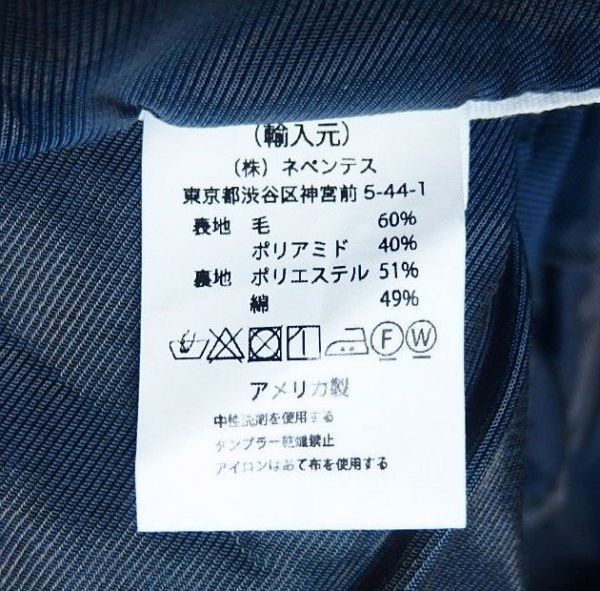 (輸入元)
(株) ネペンテス
東京都渋谷区神宮前 5-44-1
表地 毛 60%
ポリアミド 40%
裏地 ポリエステル 51%
綿 49%
F W
アメリカ製
中性洗剤を使用する
タンブラー乾燥禁止
アイロンはあて布を使用する